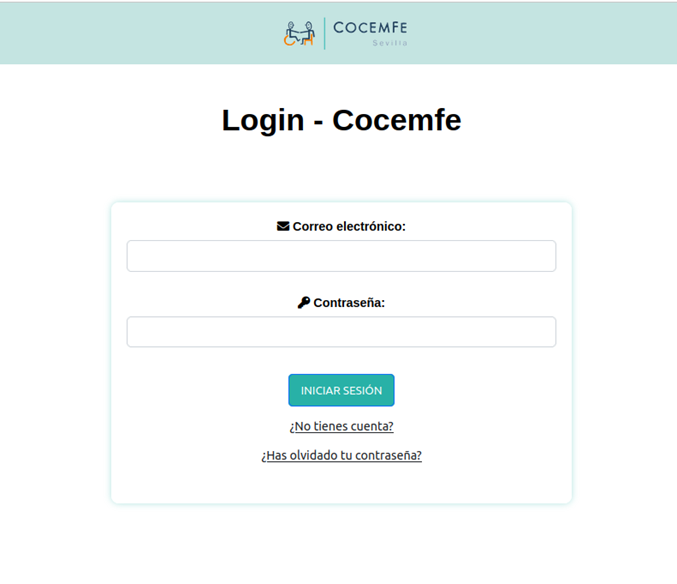 COCEMFE
Sevilla
Login - Cocemfe
Correo electrónico:
Contraseña:
INICIAR SESIÓN
¿No tienes cuenta?
¿Has olvidado tu contraseña?